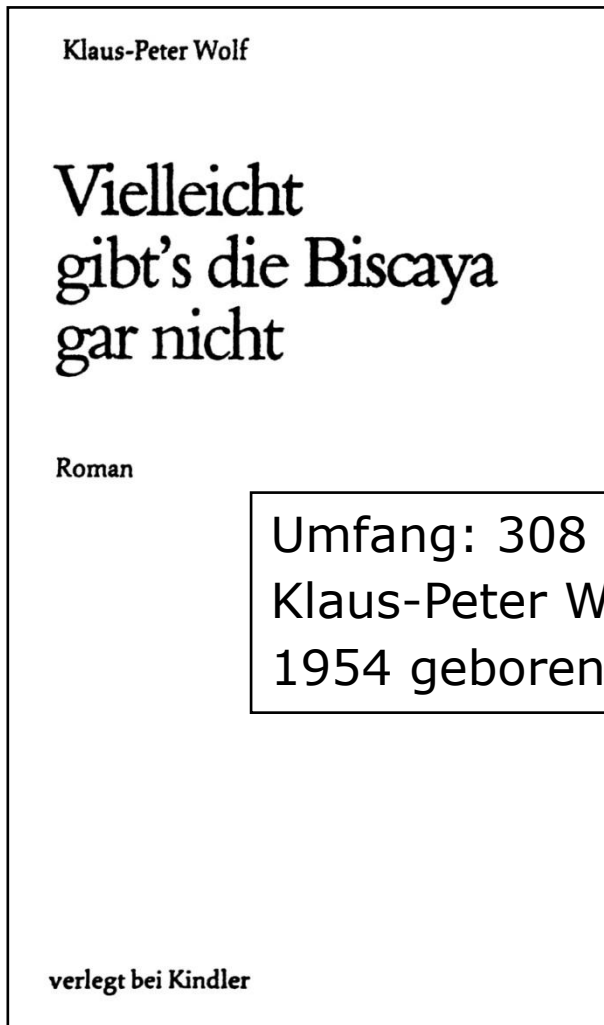 Klaus-Peter Wolf
Vielleicht
gibt's die Biscaya
gar nicht
Roman
Umfang: 308
Klaus-Peter W
1954 geboren
verlegt bei Kindler